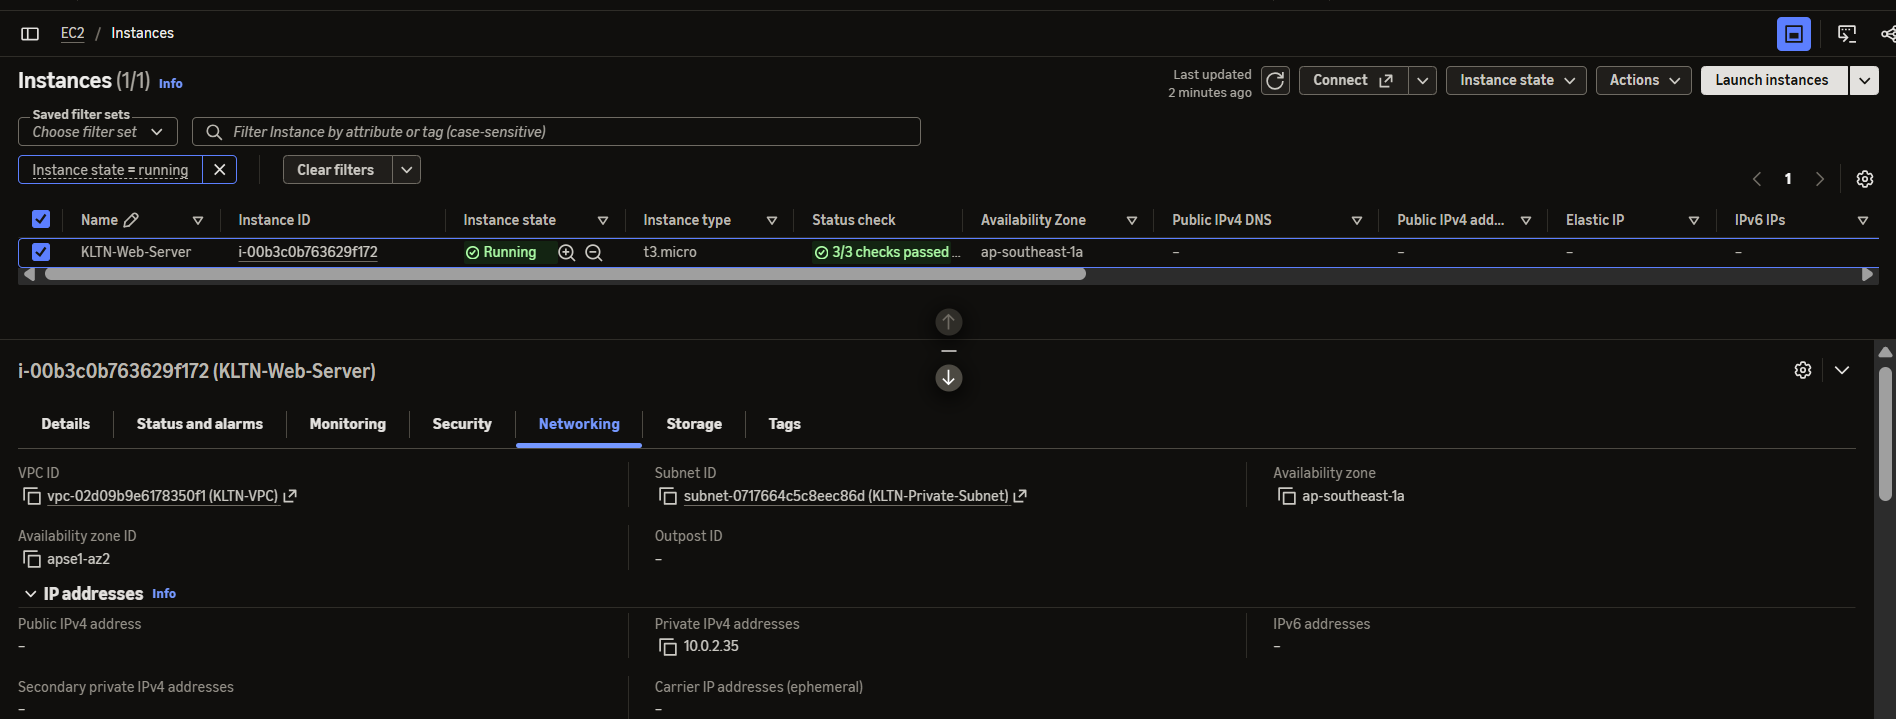 EC2 / Instances
Instances (1/1) Info
Last updated
2 minutes ago
Connect
Instance state
Actions
Launch instances
Saved filter sets
Choose filter set
Filter Instance by attribute or tag (case-sensitive)
Instance state = running
Clear filters
1
Name Instance ID Instance state Instance type Status check Availability Zone Public IPv4 DNS Public IPv4 add... Elastic IP IPv6 IPs
KLTN-Web-Server i-00b3c0b763629f172 Running t3.micro 3/3 checks passed ... ap-southeast-1a – – – –
i-00b3c0b763629f172 (KLTN-Web-Server)
Details Status and alarms Monitoring Security Networking Storage Tags
VPC ID Subnet ID Availability zone
vpc-02d09b9e6178350f1 (KLTN-VPC) subnet-0717664c5c8eec86d (KLTN-Private-Subnet) ap-southeast-1a
Availability zone ID Outpost ID
apse1-az2 –
IP addresses Info
Public IPv4 address Private IPv4 addresses IPv6 addresses
– 10.0.2.35 –
Secondary private IPv4 addresses Carrier IP addresses (ephemeral)
– –